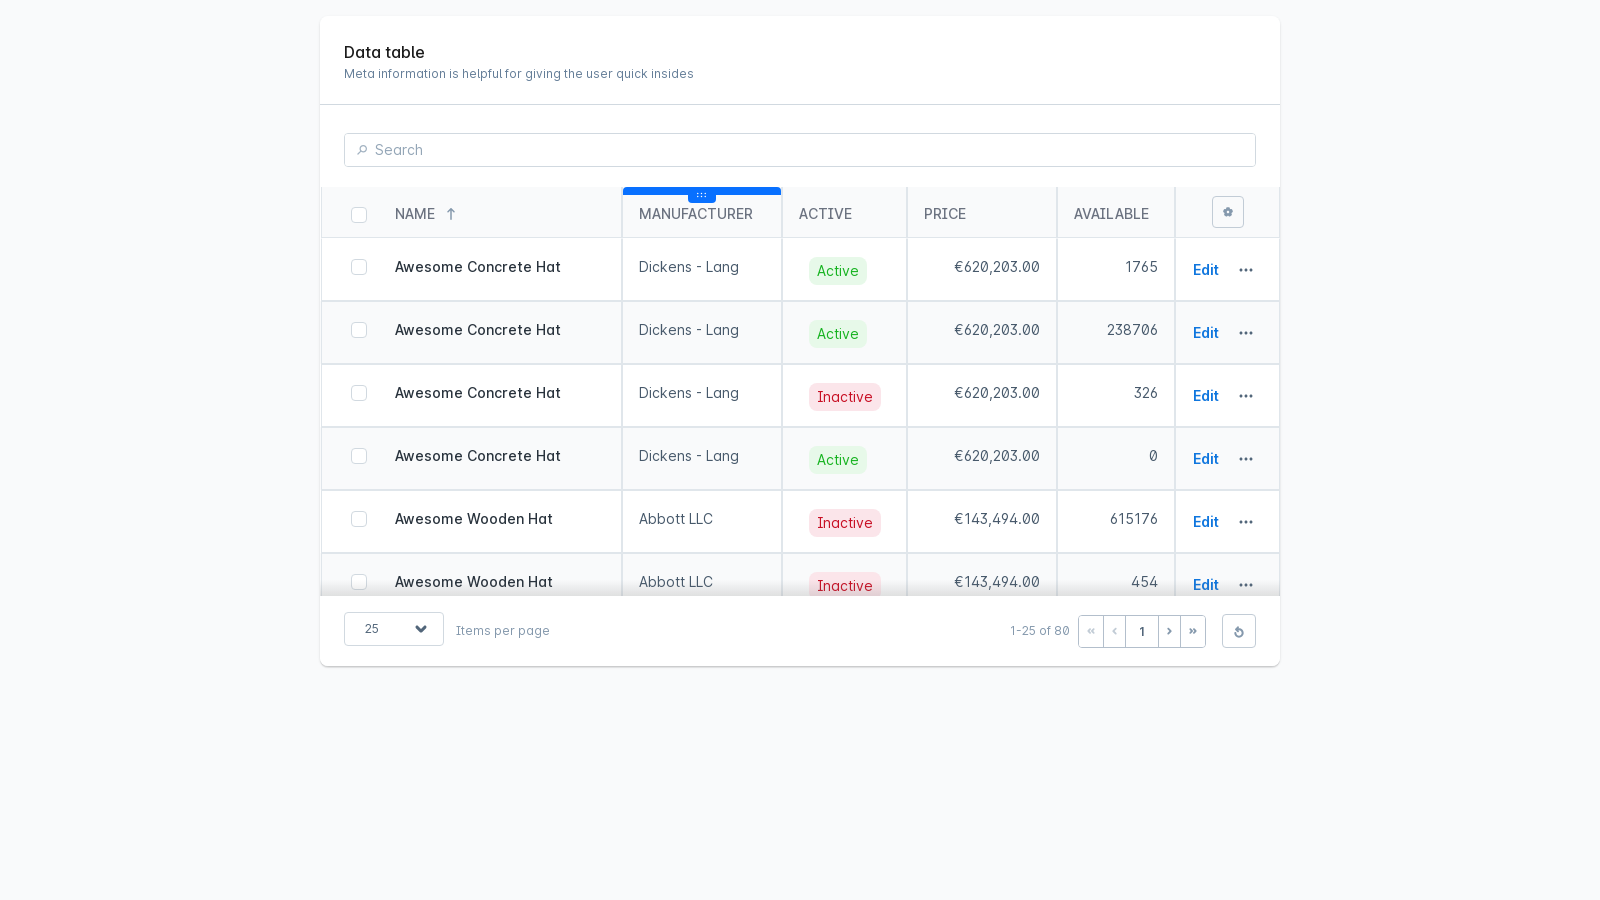 Data table
Meta information is helpful for giving the user quick insides
Search
NAME MANUFACTURER ACTIVE PRICE AVAILABLE
Awesome Concrete Hat Dickens - Lang Active €620,203.00 1765 Edit
Awesome Concrete Hat Dickens - Lang Active €620,203.00 238706 Edit
Awesome Concrete Hat Dickens - Lang Inactive €620,203.00 326 Edit
Awesome Concrete Hat Dickens - Lang Active €620,203.00 0 Edit
Awesome Wooden Hat Abbott LLC Inactive €143,494.00 615176 Edit
Awesome Wooden Hat Abbott LLC Inactive €143,494.00 454 Edit
25 Items per page 1-25 of 80 « ‹ 1 › »